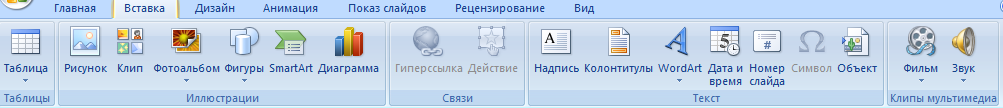 Главная Вставка Дизайн Анимация Показ слайдов Рецензирование Вид
Таблица Рисунок Клип Фотоальбом Фигуры SmartArt Диаграмма Гиперссылка Действие Надпись Колонтитулы WordArt Дата и время Номер слайда Символ Объект Фильм Звук
Таблицы Иллюстрации Связи Текст Клипы мультимедиа